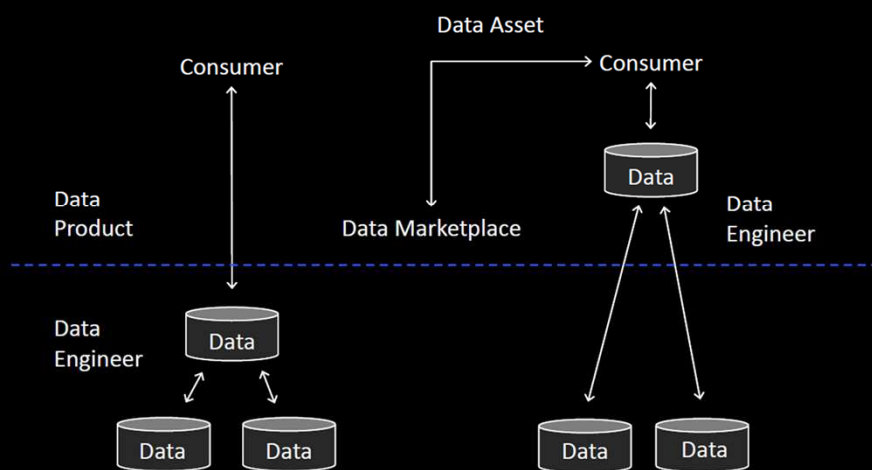 Data Asset
Consumer
Consumer
Data
Data
Product
Data Marketplace
Data
Engineer
Data
Engineer
Data
Data
Data
Data
Data